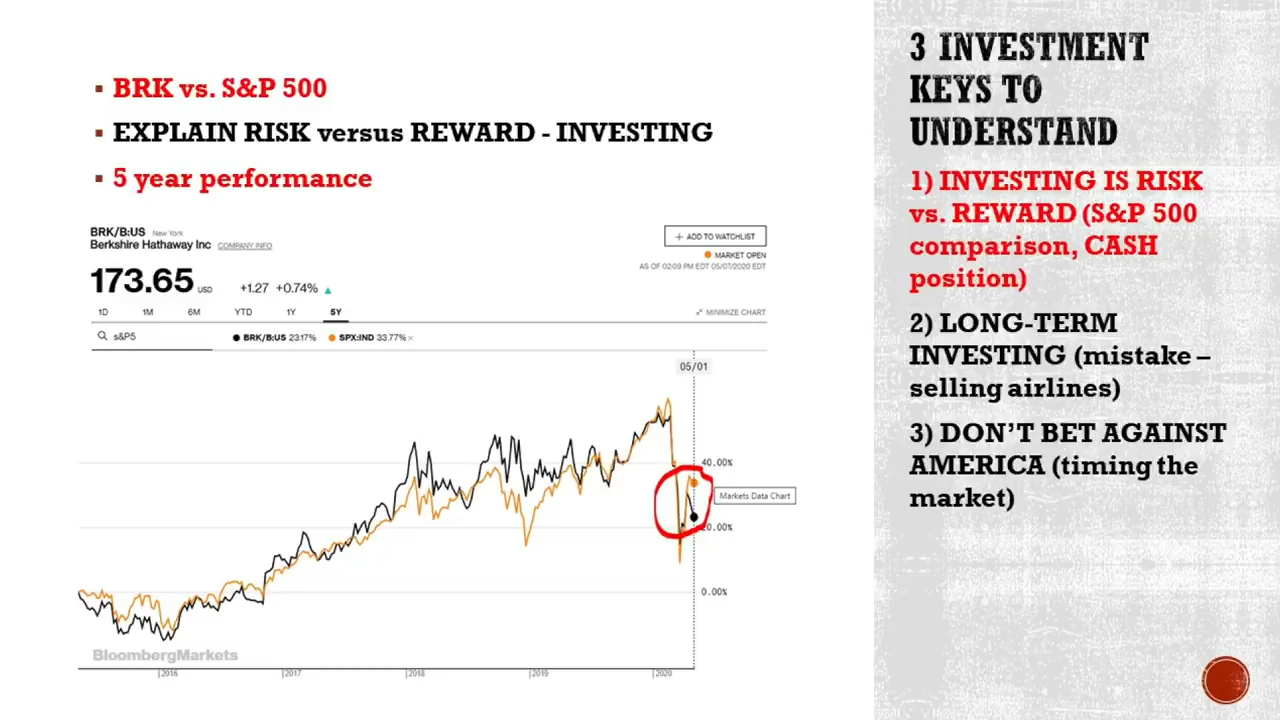 BRK vs. S&P 500
EXPLAIN RISK versus REWARD - INVESTING
5 year performance
BRK/B:US New York
Berkshire Hathaway Inc COMPANY INFO
+ ADD TO WATCHLIST
MARKET OPEN
AS OF 02:09 PM EDT 05/07/2020 EDT
173.65 USD +1.27 +0.74%
1D 1M 6M YTD 1Y 5Y
MINIMIZE CHART
s&P5
BRK/B:US 23.17% SPX:IND 33.77% ×
05/01
40.00%
Markets Data Chart
20.00%
0.00%
BloombergMarkets
2016 2017 2018 2019 2020
3 INVESTMENT
KEYS TO
UNDERSTAND
1) INVESTING IS RISK
vs. REWARD (S&P 500
comparison, CASH
position)
2) LONG-TERM
INVESTING (mistake –
selling airlines)
3) DON'T BET AGAINST
AMERICA (timing the
market)